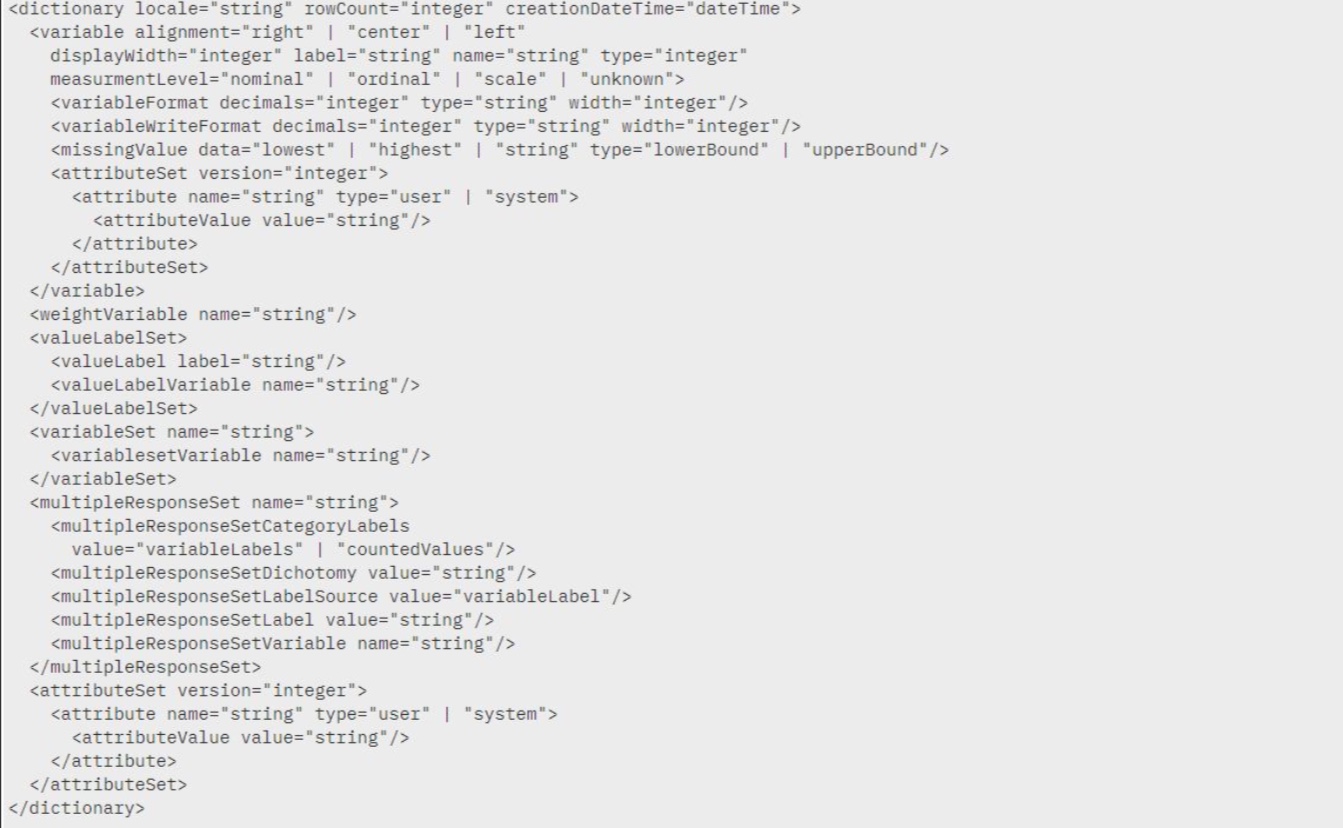 <dictionary locale="string" rowCount="integer" creationDateTime="dateTime">
<variable alignment="right" | "center" | "left"
displayWidth="integer" label="string" name="string" type="integer"
measurmentLevel="nominal" | "ordinal" | "scale" | "unknown">
<variableFormat decimals="integer" type="string" width="integer"/>
<variableWriteFormat decimals="integer" type="string" width="integer"/>
<missingValue data="lowest" | "highest" | "string" type="lowerBound" | "upperBound"/>
<attributeSet version="integer">
<attribute name="string" type="user" | "system">
<attributeValue value="string"/>
</attribute>
</attributeSet>
</variable>
<weightVariable name="string"/>
<valueLabelSet>
<valueLabel label="string"/>
<valueLabelVariable name="string"/>
</valueLabelSet>
<variableSet name="string">
<variablesetVariable name="string"/>
</variableSet>
<multipleResponseSet name="string">
<multipleResponseSetCategoryLabels
value="variableLabels" | "countedValues"/>
<multipleResponseSetDichotomy value="string"/>
<multipleResponseSetLabelSource value="variableLabel"/>
<multipleResponseSetLabel value="string"/>
<multipleResponseSetVariable name="string"/>
</multipleResponseSet>
<attributeSet version="integer">
<attribute name="string" type="user" | "system">
<attributeValue value="string"/>
</attribute>
</attributeSet>
</dictionary>